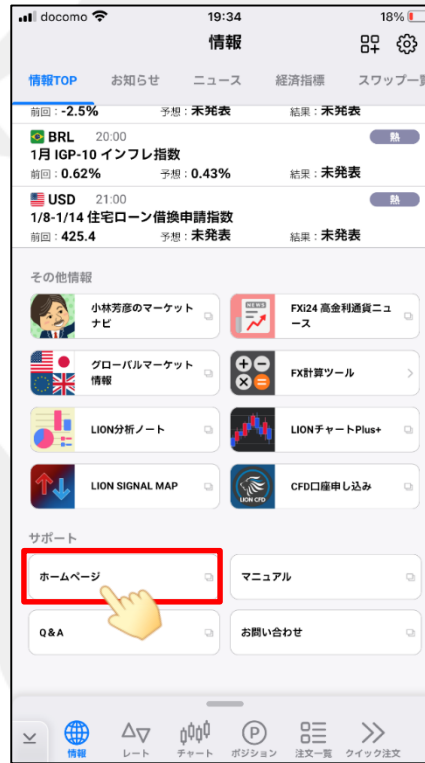 docomo 19:34 18%
情報
情報TOP お知らせ ニュース 経済指標 スワップ一覧
前回：-2.5% 予想：未発表 結果：未発表
BRL 20:00 熱
1月 IGP-10 インフレ指数
前回：0.62% 予想：0.43% 結果：未発表
USD 21:00 熱
1/8-1/14 住宅ローン借換申請指数
前回：425.4 予想：未発表 結果：未発表
その他情報
小林芳彦のマーケット
ナビ
NEWS
FXi24 高金利通貨ニュ
ース
グローバルマーケット
情報
FX計算ツール
LION分析ノート
LIONチャートPlus+
LION SIGNAL MAP
LION CFD
CFD口座申し込み
サポート
ホームページ
マニュアル
Q&A
お問い合わせ
情報 レート チャート ポジション 注文一覧 クイック注文